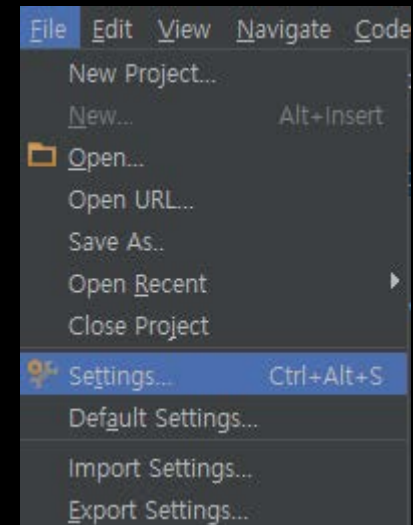 File Edit View Navigate Code
New Project...
New... Alt+Insert
Open...
Open URL...
Save As..
Open Recent
Close Project
Settings... Ctrl+Alt+S
Default Settings...
Import Settings...
Export Settings...